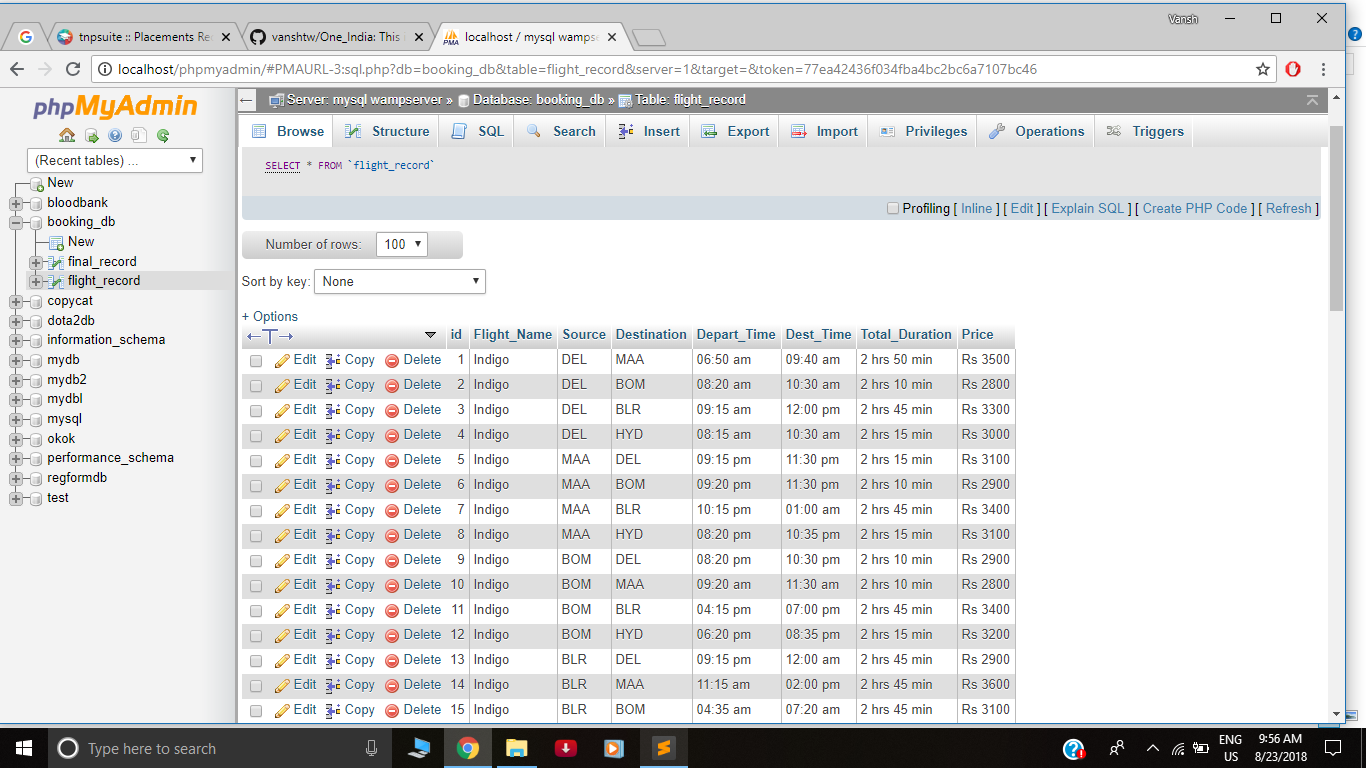 Vansh
tnpsuite :: Placements Re
vanshtw/One_India: This
localhost / mysql wampse
localhost/phpmyadmin/#PMAURL-3:sql.php?db=booking_db&table=flight_record&server=1&target=&token=77ea42436f034fba4bc2bc6a7107bc46
phpMyAdmin
(Recent tables) ...
New
bloodbank
booking_db
New
final_record
flight_record
copycat
dota2db
information_schema
mydb
mydb2
mydbl
mysql
okok
performance_schema
regformdb
test
Server: mysql wampserver » Database: booking_db » Table: flight_record
Browse Structure SQL Search Insert Export Import Privileges Operations Triggers
SELECT * FROM `flight_record`
Profiling [ Inline ] [ Edit ] [ Explain SQL ] [ Create PHP Code ] [ Refresh ]
Number of rows: 100
Sort by key: None
+ Options
id Flight_Name Source Destination Depart_Time Dest_Time Total_Duration Price
Edit Copy Delete 1 Indigo DEL MAA 06:50 am 09:40 am 2 hrs 50 min Rs 3500
Edit Copy Delete 2 Indigo DEL BOM 08:20 am 10:30 am 2 hrs 10 min Rs 2800
Edit Copy Delete 3 Indigo DEL BLR 09:15 am 12:00 pm 2 hrs 45 min Rs 3300
Edit Copy Delete 4 Indigo DEL HYD 08:15 am 10:30 am 2 hrs 15 min Rs 3000
Edit Copy Delete 5 Indigo MAA DEL 09:15 pm 11:30 pm 2 hrs 15 min Rs 3100
Edit Copy Delete 6 Indigo MAA BOM 09:20 pm 11:30 pm 2 hrs 10 min Rs 2900
Edit Copy Delete 7 Indigo MAA BLR 10:15 pm 01:00 am 2 hrs 45 min Rs 3400
Edit Copy Delete 8 Indigo MAA HYD 08:20 pm 10:35 pm 2 hrs 15 min Rs 3100
Edit Copy Delete 9 Indigo BOM DEL 08:20 pm 10:30 pm 2 hrs 10 min Rs 2900
Edit Copy Delete 10 Indigo BOM MAA 09:20 am 11:30 am 2 hrs 10 min Rs 2800
Edit Copy Delete 11 Indigo BOM BLR 04:15 pm 07:00 pm 2 hrs 45 min Rs 3400
Edit Copy Delete 12 Indigo BOM HYD 06:20 pm 08:35 pm 2 hrs 15 min Rs 3200
Edit Copy Delete 13 Indigo BLR DEL 09:15 pm 12:00 am 2 hrs 45 min Rs 2900
Edit Copy Delete 14 Indigo BLR MAA 11:15 am 02:00 pm 2 hrs 45 min Rs 3600
Edit Copy Delete 15 Indigo BLR BOM 04:35 am 07:20 am 2 hrs 45 min Rs 3100
Type here to search
ENG
US
9:56 AM
8/23/2018